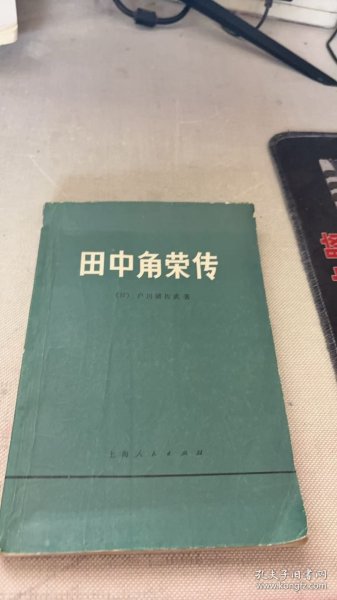 田中角荣传
〔日〕户川猪佐武著
上海人民出版社
孔夫子旧书网